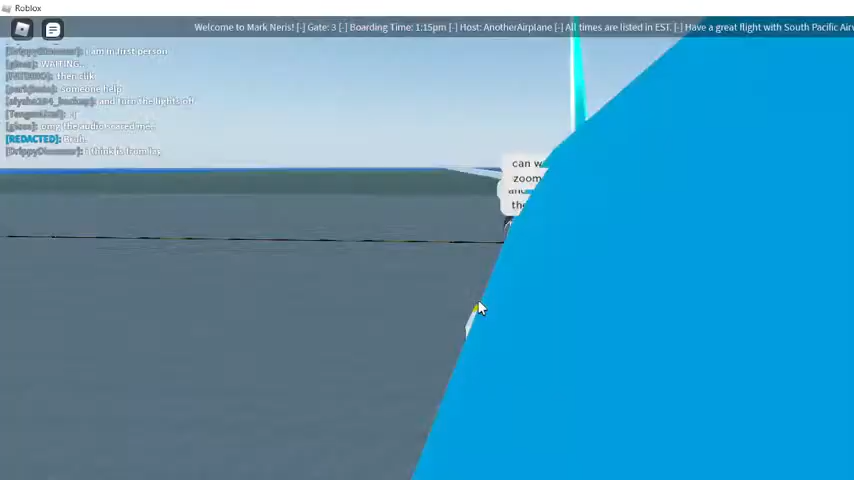 Roblox
Welcome to Mark Neris! [-] Gate: 3 [-] Boarding Time: 1:15pm [-] Host: AnotherAirplane [-] All times are listed in EST. [-] Have a great flight with South Pacific Airw
i am in first person
WAITING..
then clik
someone help
and turn the lights off
:(
omg the audio scared me..
[REDACTED]: Bruh.
i think is from
can w
zoom
and
the